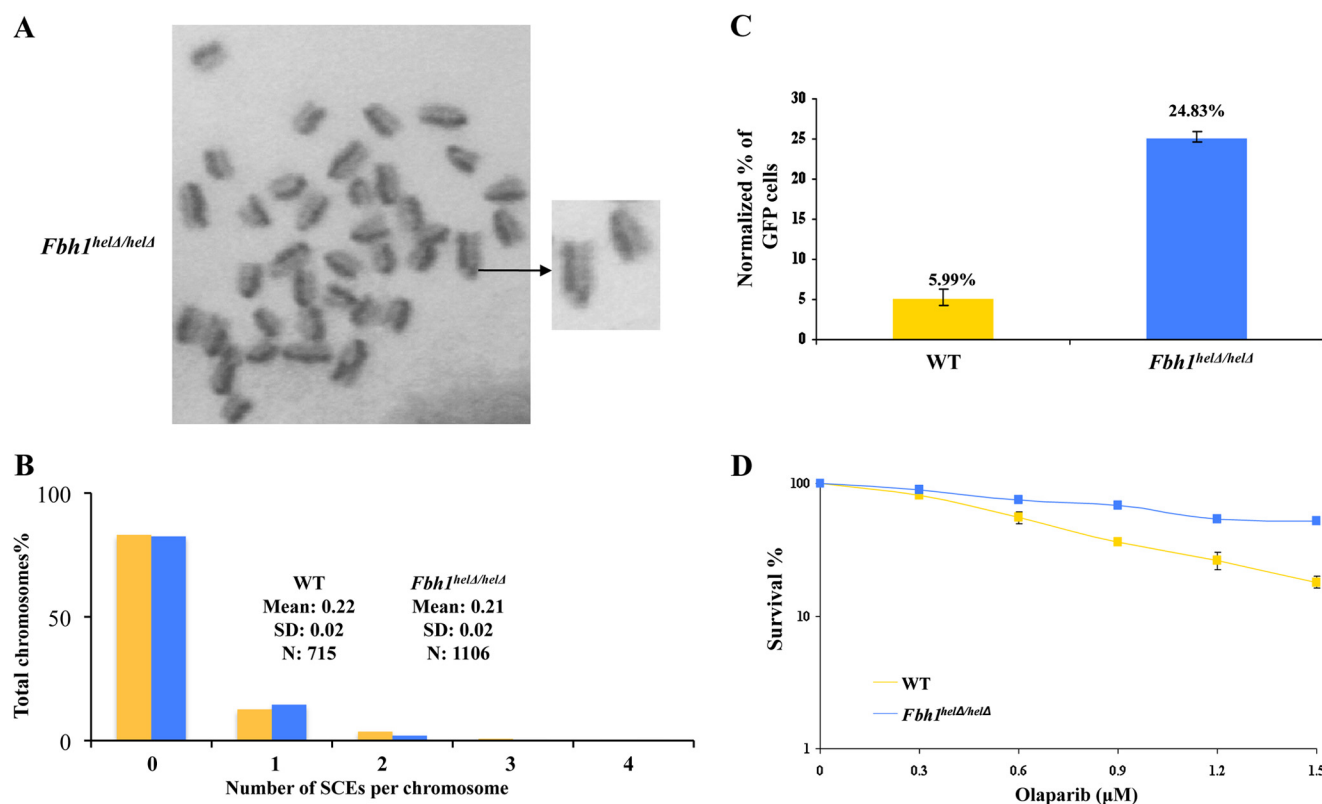 A
Fbh1helΔ/helΔ
B
Total chromosomes%
100
50
0
WT
Mean: 0.22
SD: 0.02
N: 715
Fbh1helΔ/helΔ
Mean: 0.21
SD: 0.02
N: 1106
0 1 2 3 4
Number of SCEs per chromosome
C
Normalized % of
GFP cells
30
25
20
15
10
5
0
5.99%
24.83%
WT
Fbh1helΔ/helΔ
D
Survival %
100
10
1
WT
Fbh1helΔ/helΔ
0 0.3 0.6 0.9 1.2 1.5
Olaparib (µM)